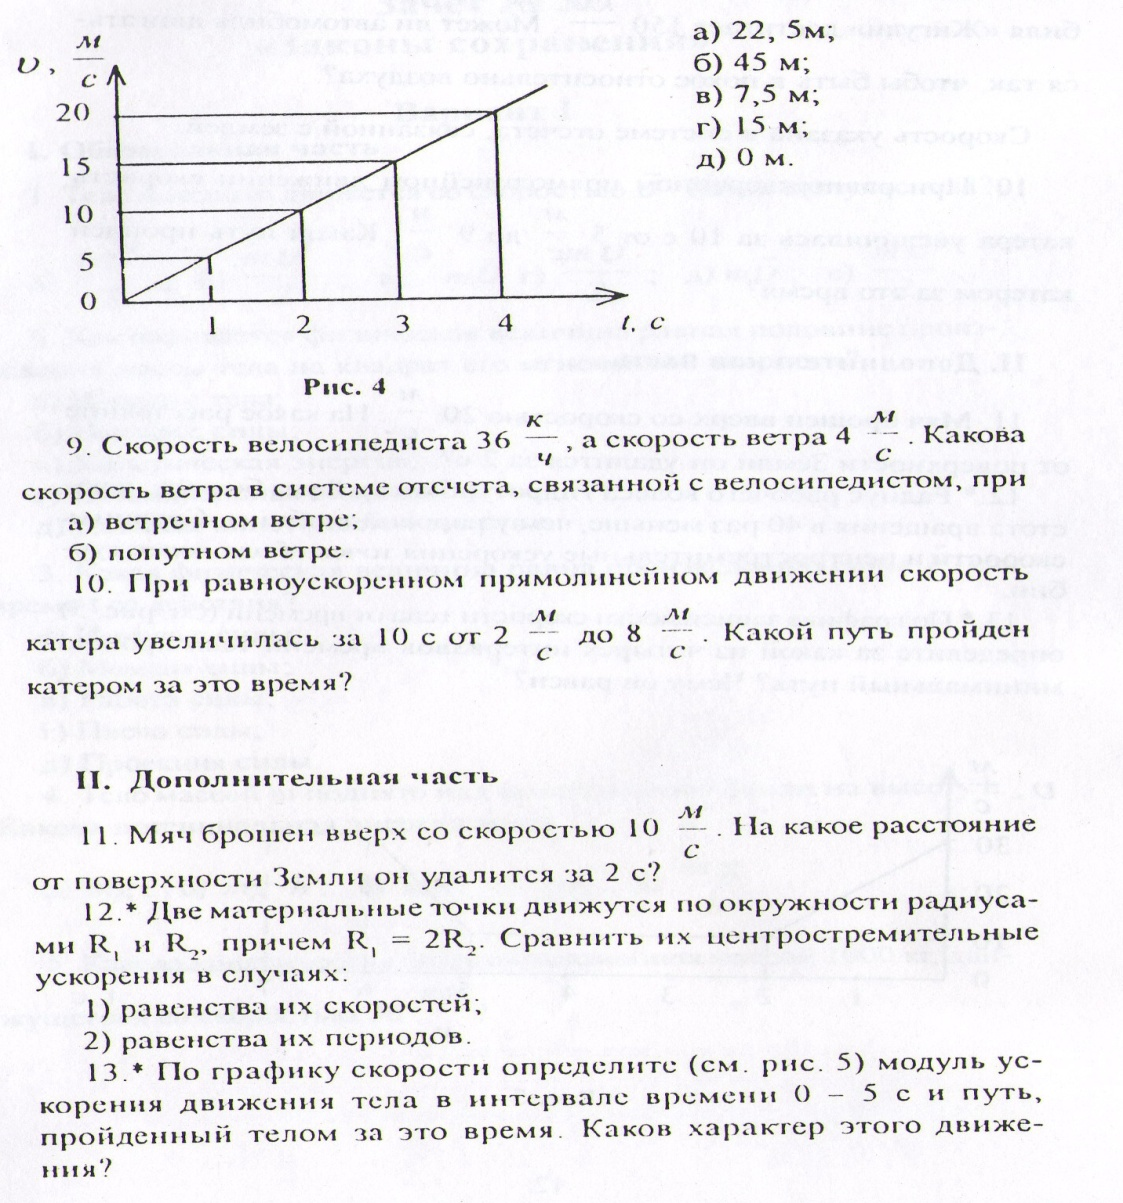 υ, м/с
20
15
10
5
0
1 2 3 4 t. с.
Рис. 4
а) 22, 5м;
б) 45 м;
в) 7,5 м;
г) 15 м;
д) 0 м.
9. Скорость велосипедиста 36 к/ч, а скорость ветра 4 м/с. Какова
скорость ветра в системе отсчета, связанной с велосипедистом, при
а) встречном ветре;
б) попутном ветре.
10. При равноускоренном прямолинейном движении скорость
катера увеличилась за 10 с от 2 м/с до 8 м/с. Какой путь пройден
катером за это время?
II. Дополнительная часть
11. Мяч брошен вверх со скоростью 10 м/с. На какое расстояние
от поверхности Земли он удалится за 2 с?
12.* Две материальные точки движутся по окружности радиуса-
ми R₁ и R₂, причем R₁ = 2R₂. Сравнить их центростремительные
ускорения в случаях:
1) равенства их скоростей;
2) равенства их периодов.
13.* По графику скорости определите (см. рис. 5) модуль ус-
корения движения тела в интервале времени 0 – 5 с и путь,
пройденный телом за это время. Каков характер этого движе-
ния?